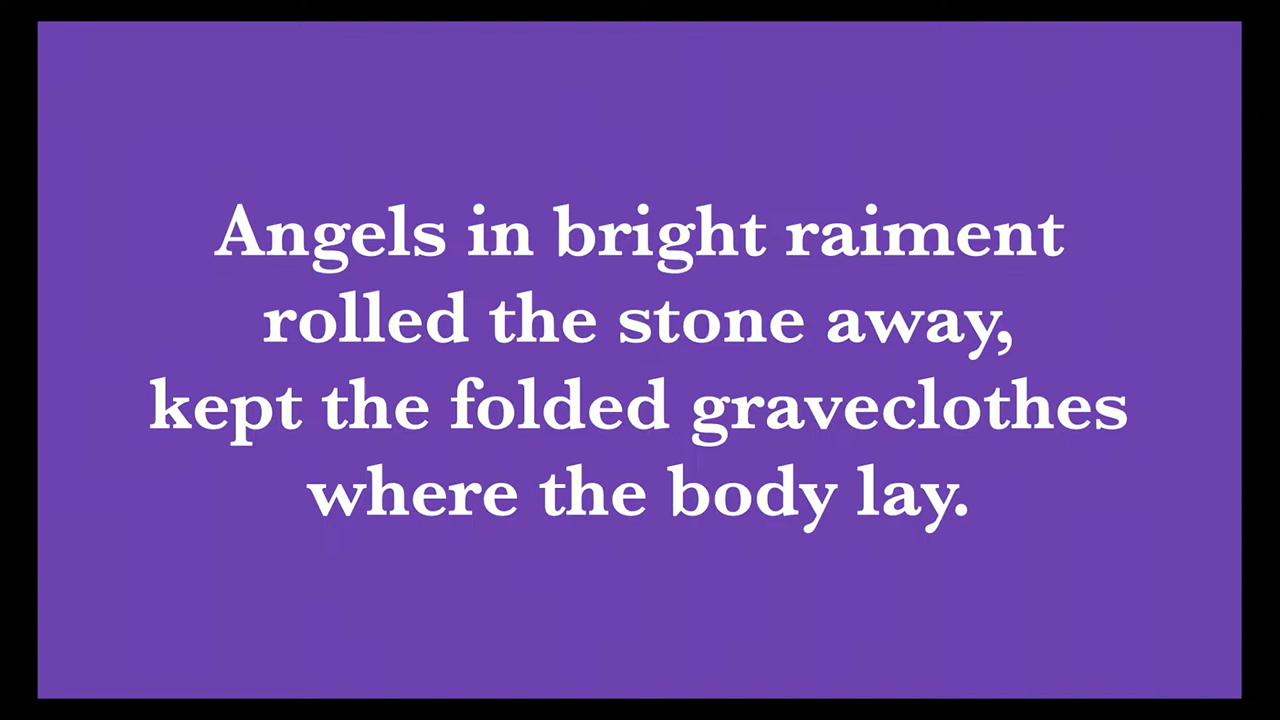 Angels in bright raiment
rolled the stone away,
kept the folded graveclothes
where the body lay.